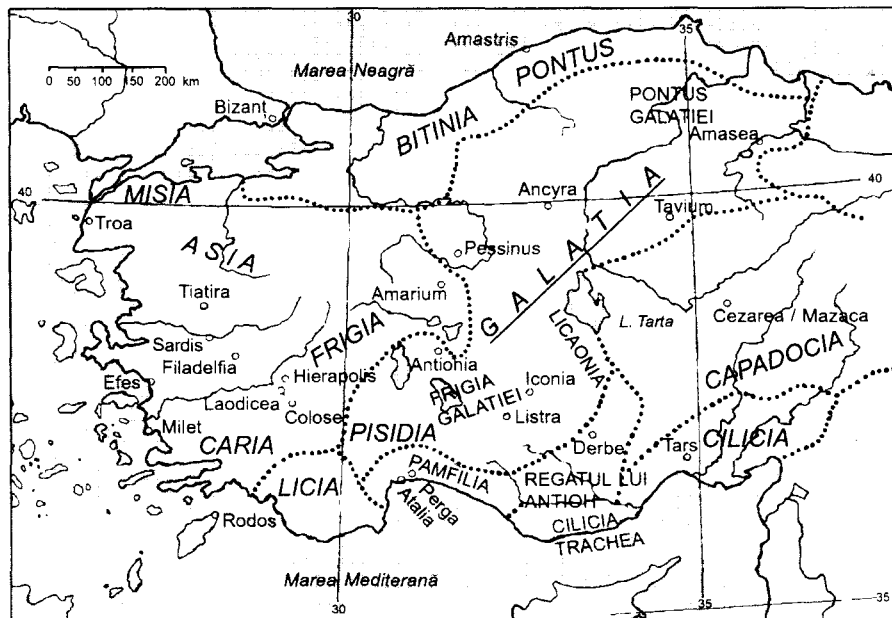 30
35
Amastris
0 50 100 150 200 km
Marea Neagră
PONTUS
Bizant
BITINIA
PONTUS
GALATIEI
Amasea
40
MISIA
Ancyra
40
Troa
Tavium
ASIA
Pessinus
GALATIA
Tiatira
Amarium
L. Tarta
Cezarea / Mazaca
Sardis
FRIGIA
LICAONIA
Filadelfia
Antionia
CAPADOCIA
Efes
Hierapolis
FRIGIA
GALATIEI
Iconia
Laodicea
Colose
Listra
Milet
PISIDIA
Derbe
Tars
CILICIA
CARIA
PAMFILIA
REGATUL LUI
ANTIOH
LICIA
Perga
Atalia
Rodos
CILICIA
TRACHEA
Marea Mediterană
30
35
35